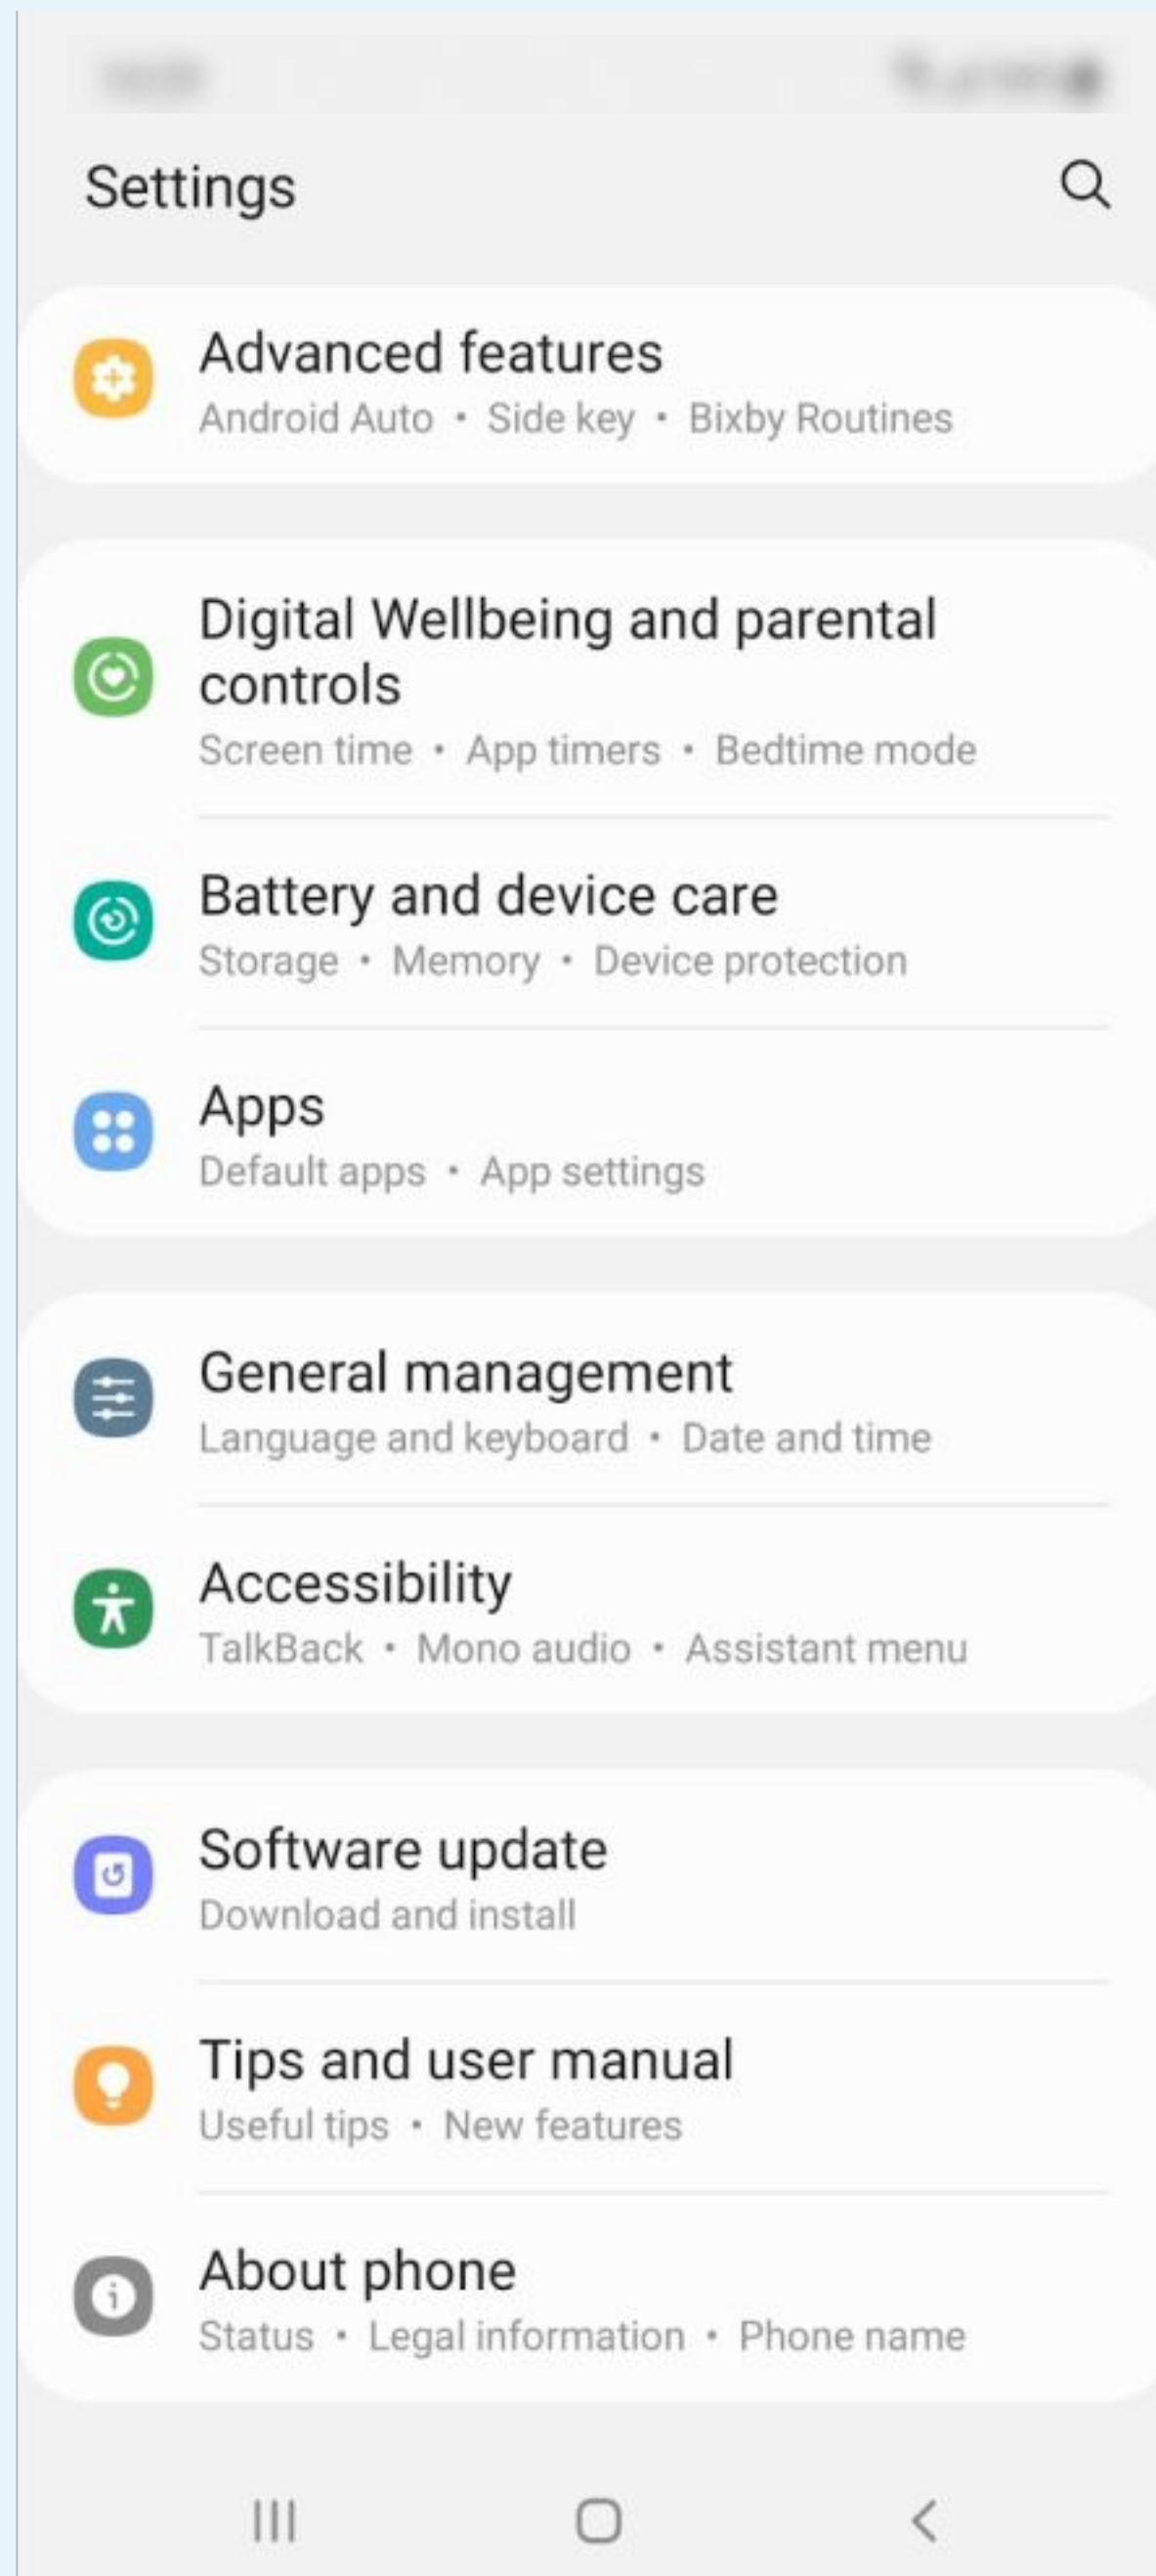 Settings
Advanced features
Android Auto • Side key • Bixby Routines
Digital Wellbeing and parental
controls
Screen time • App timers • Bedtime mode
Battery and device care
Storage • Memory • Device protection
Apps
Default apps • App settings
General management
Language and keyboard • Date and time
Accessibility
TalkBack • Mono audio • Assistant menu
Software update
Download and install
Tips and user manual
Useful tips • New features
About phone
Status • Legal information • Phone name